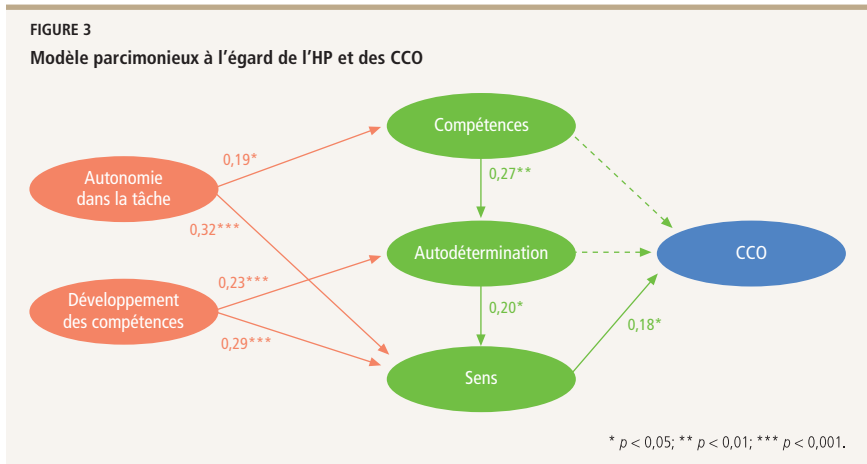 FIGURE 3
Modèle parcimonieux à l'égard de l'HP et des CCO
Compétences
0,19*
Autonomie
dans la tâche
0,27**
0,32***
Autodétermination
CCO
0,23***
Développement
des compétences
0,20*
0,18*
0,29***
Sens
* p < 0,05; ** p < 0,01; *** p < 0,001.